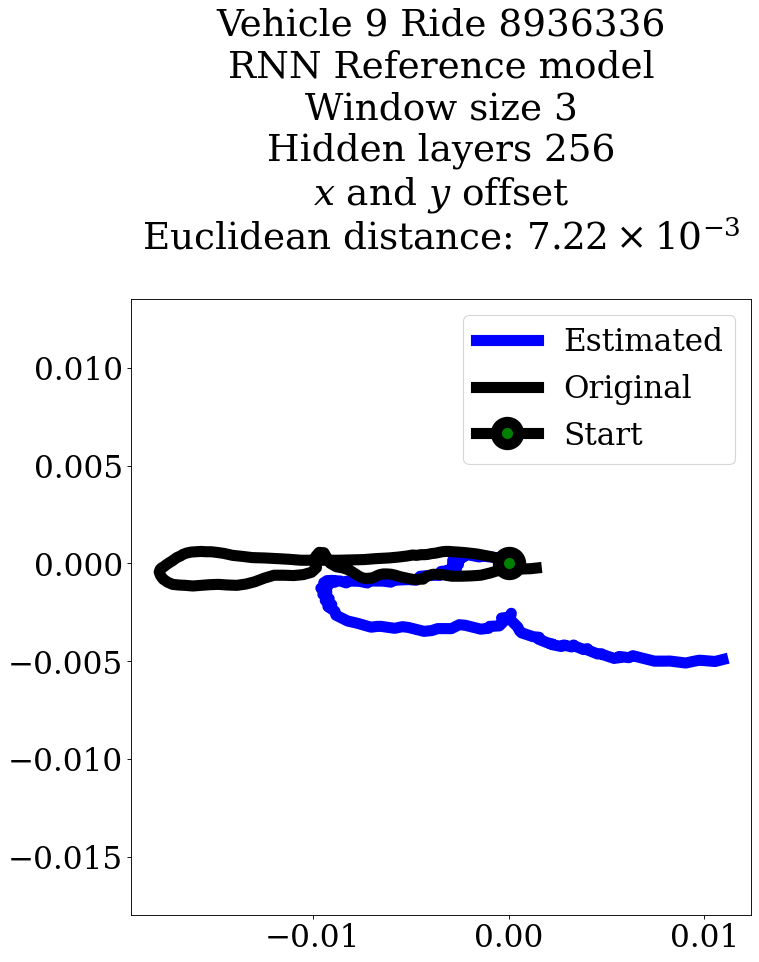 Vehicle 9 Ride 8936336
RNN Reference model
Window size 3
Hidden layers 256
x and y offset
Euclidean distance: 7.22 × 10⁻³
Estimated
Original
Start
0.010
0.005
0.000
−0.005
−0.010
−0.015
−0.01
0.00
0.01